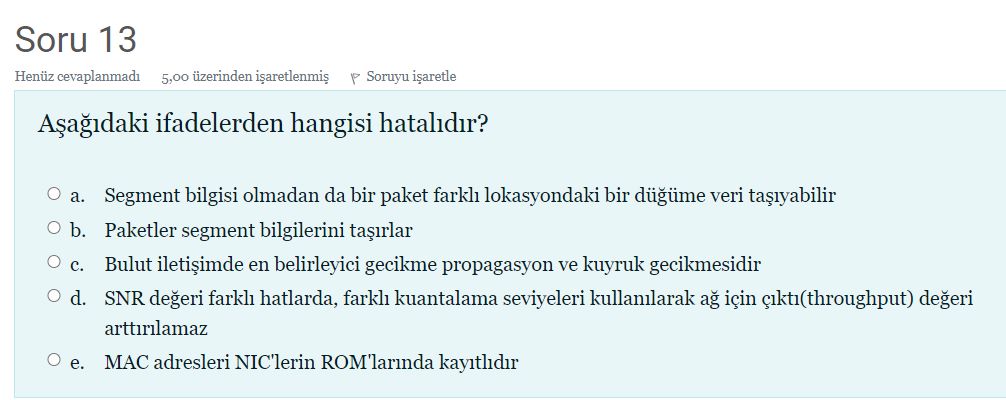 Soru 13
Henüz cevaplanmadı 5,00 üzerinden işaretlenmiş Soruyu işaretle
Aşağıdaki ifadelerden hangisi hatalıdır?
a. Segment bilgisi olmadan da bir paket farklı lokasyondaki bir düğüme veri taşıyabilir
b. Paketler segment bilgilerini taşırlar
c. Bulut iletişimde en belirleyici gecikme propagasyon ve kuyruk gecikmesidir
d. SNR değeri farklı hatlarda, farklı kuantalama seviyeleri kullanılarak ağ için çıktı(throughput) değeri
arttırılamaz
e. MAC adresleri NIC'lerin ROM'larında kayıtlıdır